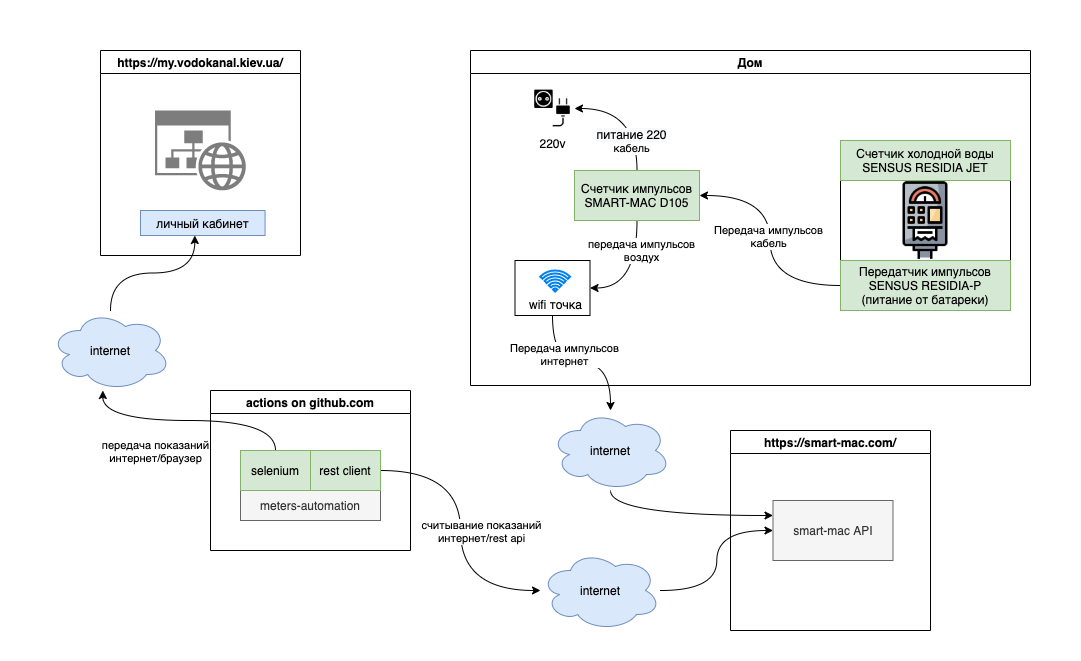 https://my.vodokanal.kiev.ua/
личный кабинет
internet
передача показаний
интернет/браузер
actions on github.com
selenium
rest client
meters-automation
считывание показаний
интернет/rest api
internet
Дом
220v
питание 220
кабель
Счетчик импульсов
SMART-MAC D105
передача импульсов
воздух
wifi точка
Передача импульсов
интернет
Передача импульсов
кабель
Счетчик холодной воды
SENSUS RESIDIA JET
Передатчик импульсов
SENSUS RESIDIA-P
(питание от батареки)
internet
https://smart-mac.com/
smart-mac API